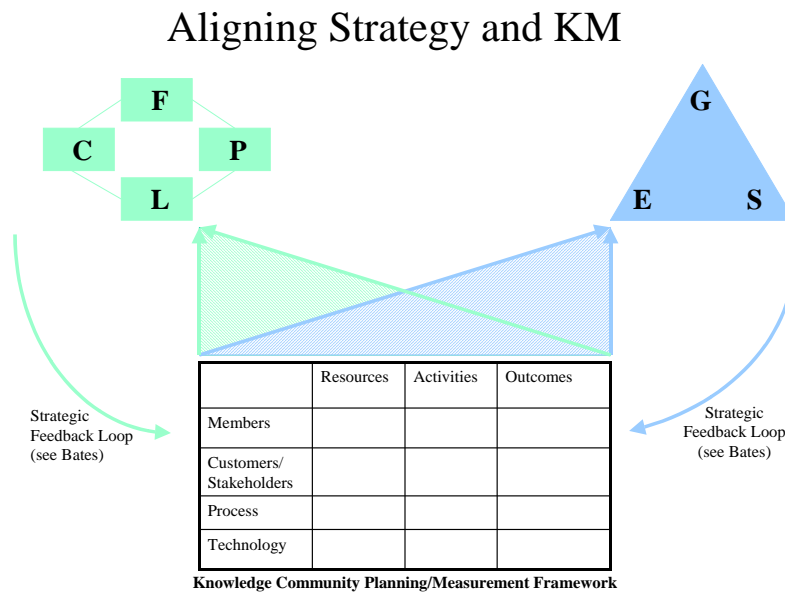 Aligning Strategy and KM
F
C
P
L
G
E
S
Strategic
Feedback Loop
(see Bates)
Resources
Activities
Outcomes
Members
Customers/
Stakeholders
Process
Technology
Strategic
Feedback Loop
(see Bates)
Knowledge Community Planning/Measurement Framework